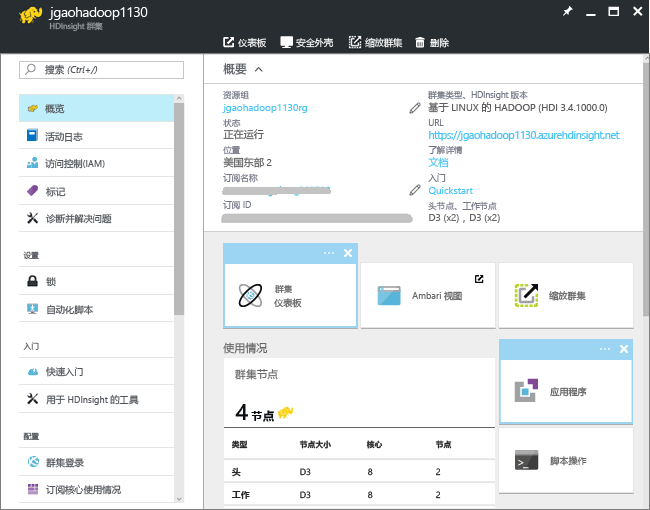 jgaohadoop1130
HDInsight 群集
仪表板 安全外壳 缩放群集 删除
搜索 (Ctrl+/)
概览
活动日志
访问控制(IAM)
标记
诊断并解决问题
设置
锁
自动化脚本
入门
快速入门
用于 HDInsight 的工具
配置
群集登录
订阅核心使用情况
概要
资源组
jgaohadoop1130rg
状态
正在运行
位置
美国东部 2
订阅名称
订阅 ID
群集类型、HDInsight 版本
基于 LINUX 的 HADOOP (HDI 3.4.1000.0)
URL
https://jgaohadoop1130.azurehdinsight.net
了解详情
文档
入门
Quickstart
头节点、工作节点
D3 (x2)，D3 (x2)
群集
仪表板
Ambari 视图
缩放群集
使用情况
群集节点
4 节点
类型 节点大小 核心 节点
头 D3 8 2
工作 D3 8 2
应用程序
脚本操作